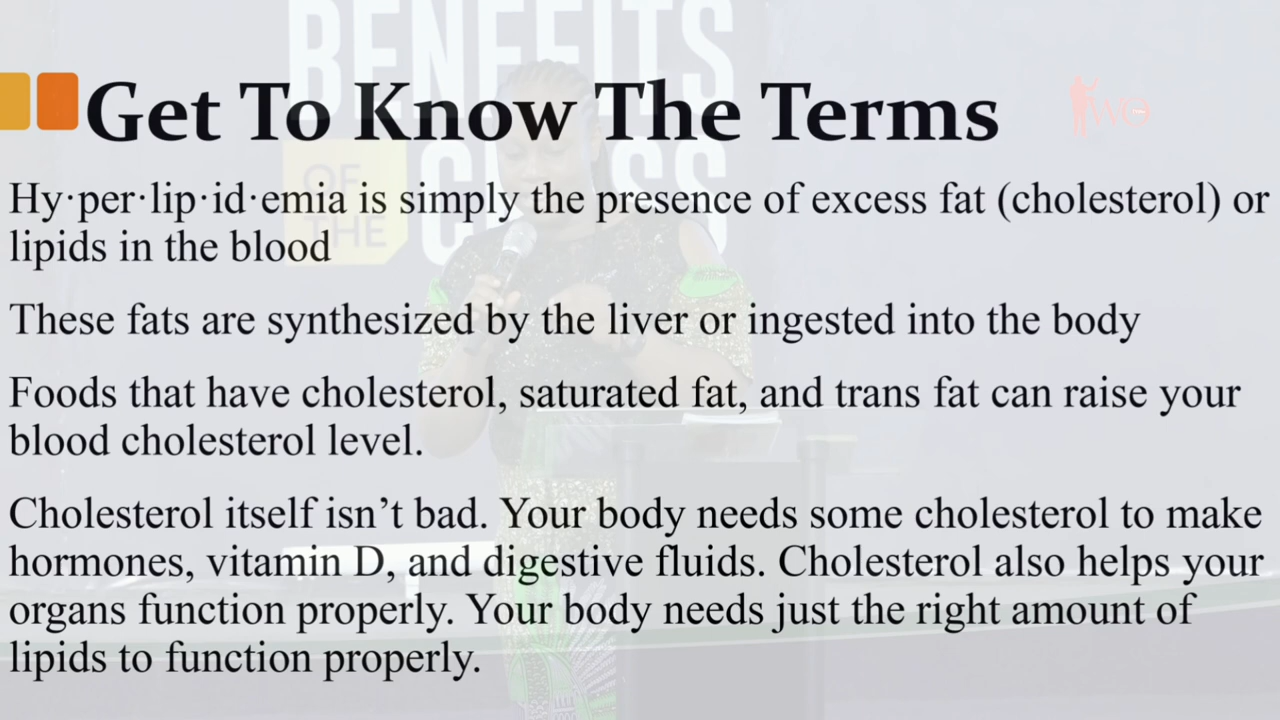 BENEFITS
OF THE
CROSS
Get To Know The Terms
Hy·per·lip·id·emia is simply the presence of excess fat (cholesterol) or
lipids in the blood
These fats are synthesized by the liver or ingested into the body
Foods that have cholesterol, saturated fat, and trans fat can raise your
blood cholesterol level.
Cholesterol itself isn’t bad. Your body needs some cholesterol to make
hormones, vitamin D, and digestive fluids. Cholesterol also helps your
organs function properly. Your body needs just the right amount of
lipids to function properly.